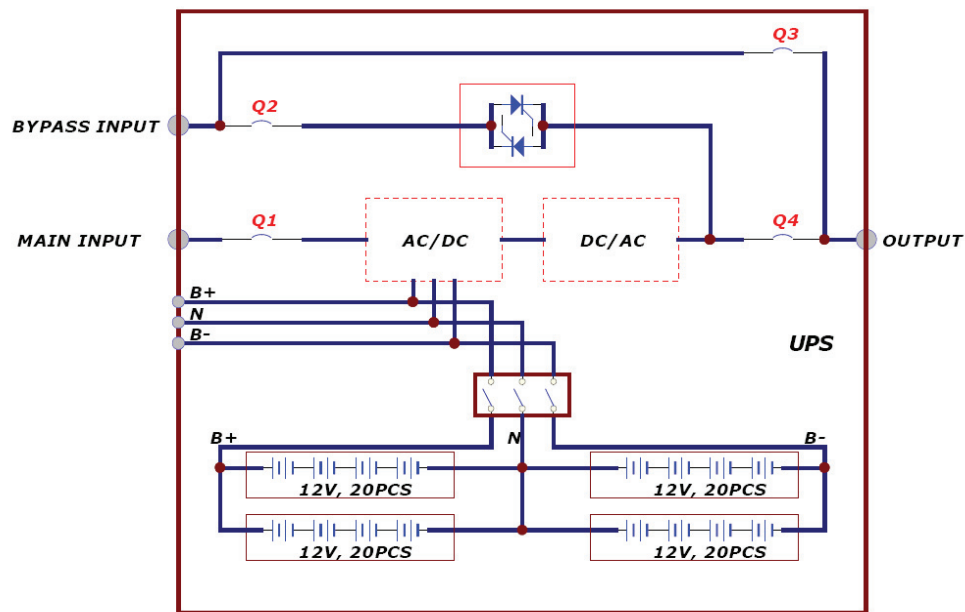 Q3
Q2
BYPASS INPUT
Q1
Q4
MAIN INPUT
AC/DC
DC/AC
OUTPUT
B+
N
B-
UPS
B+
N
B-
12V, 20PCS
12V, 20PCS
12V, 20PCS
12V, 20PCS